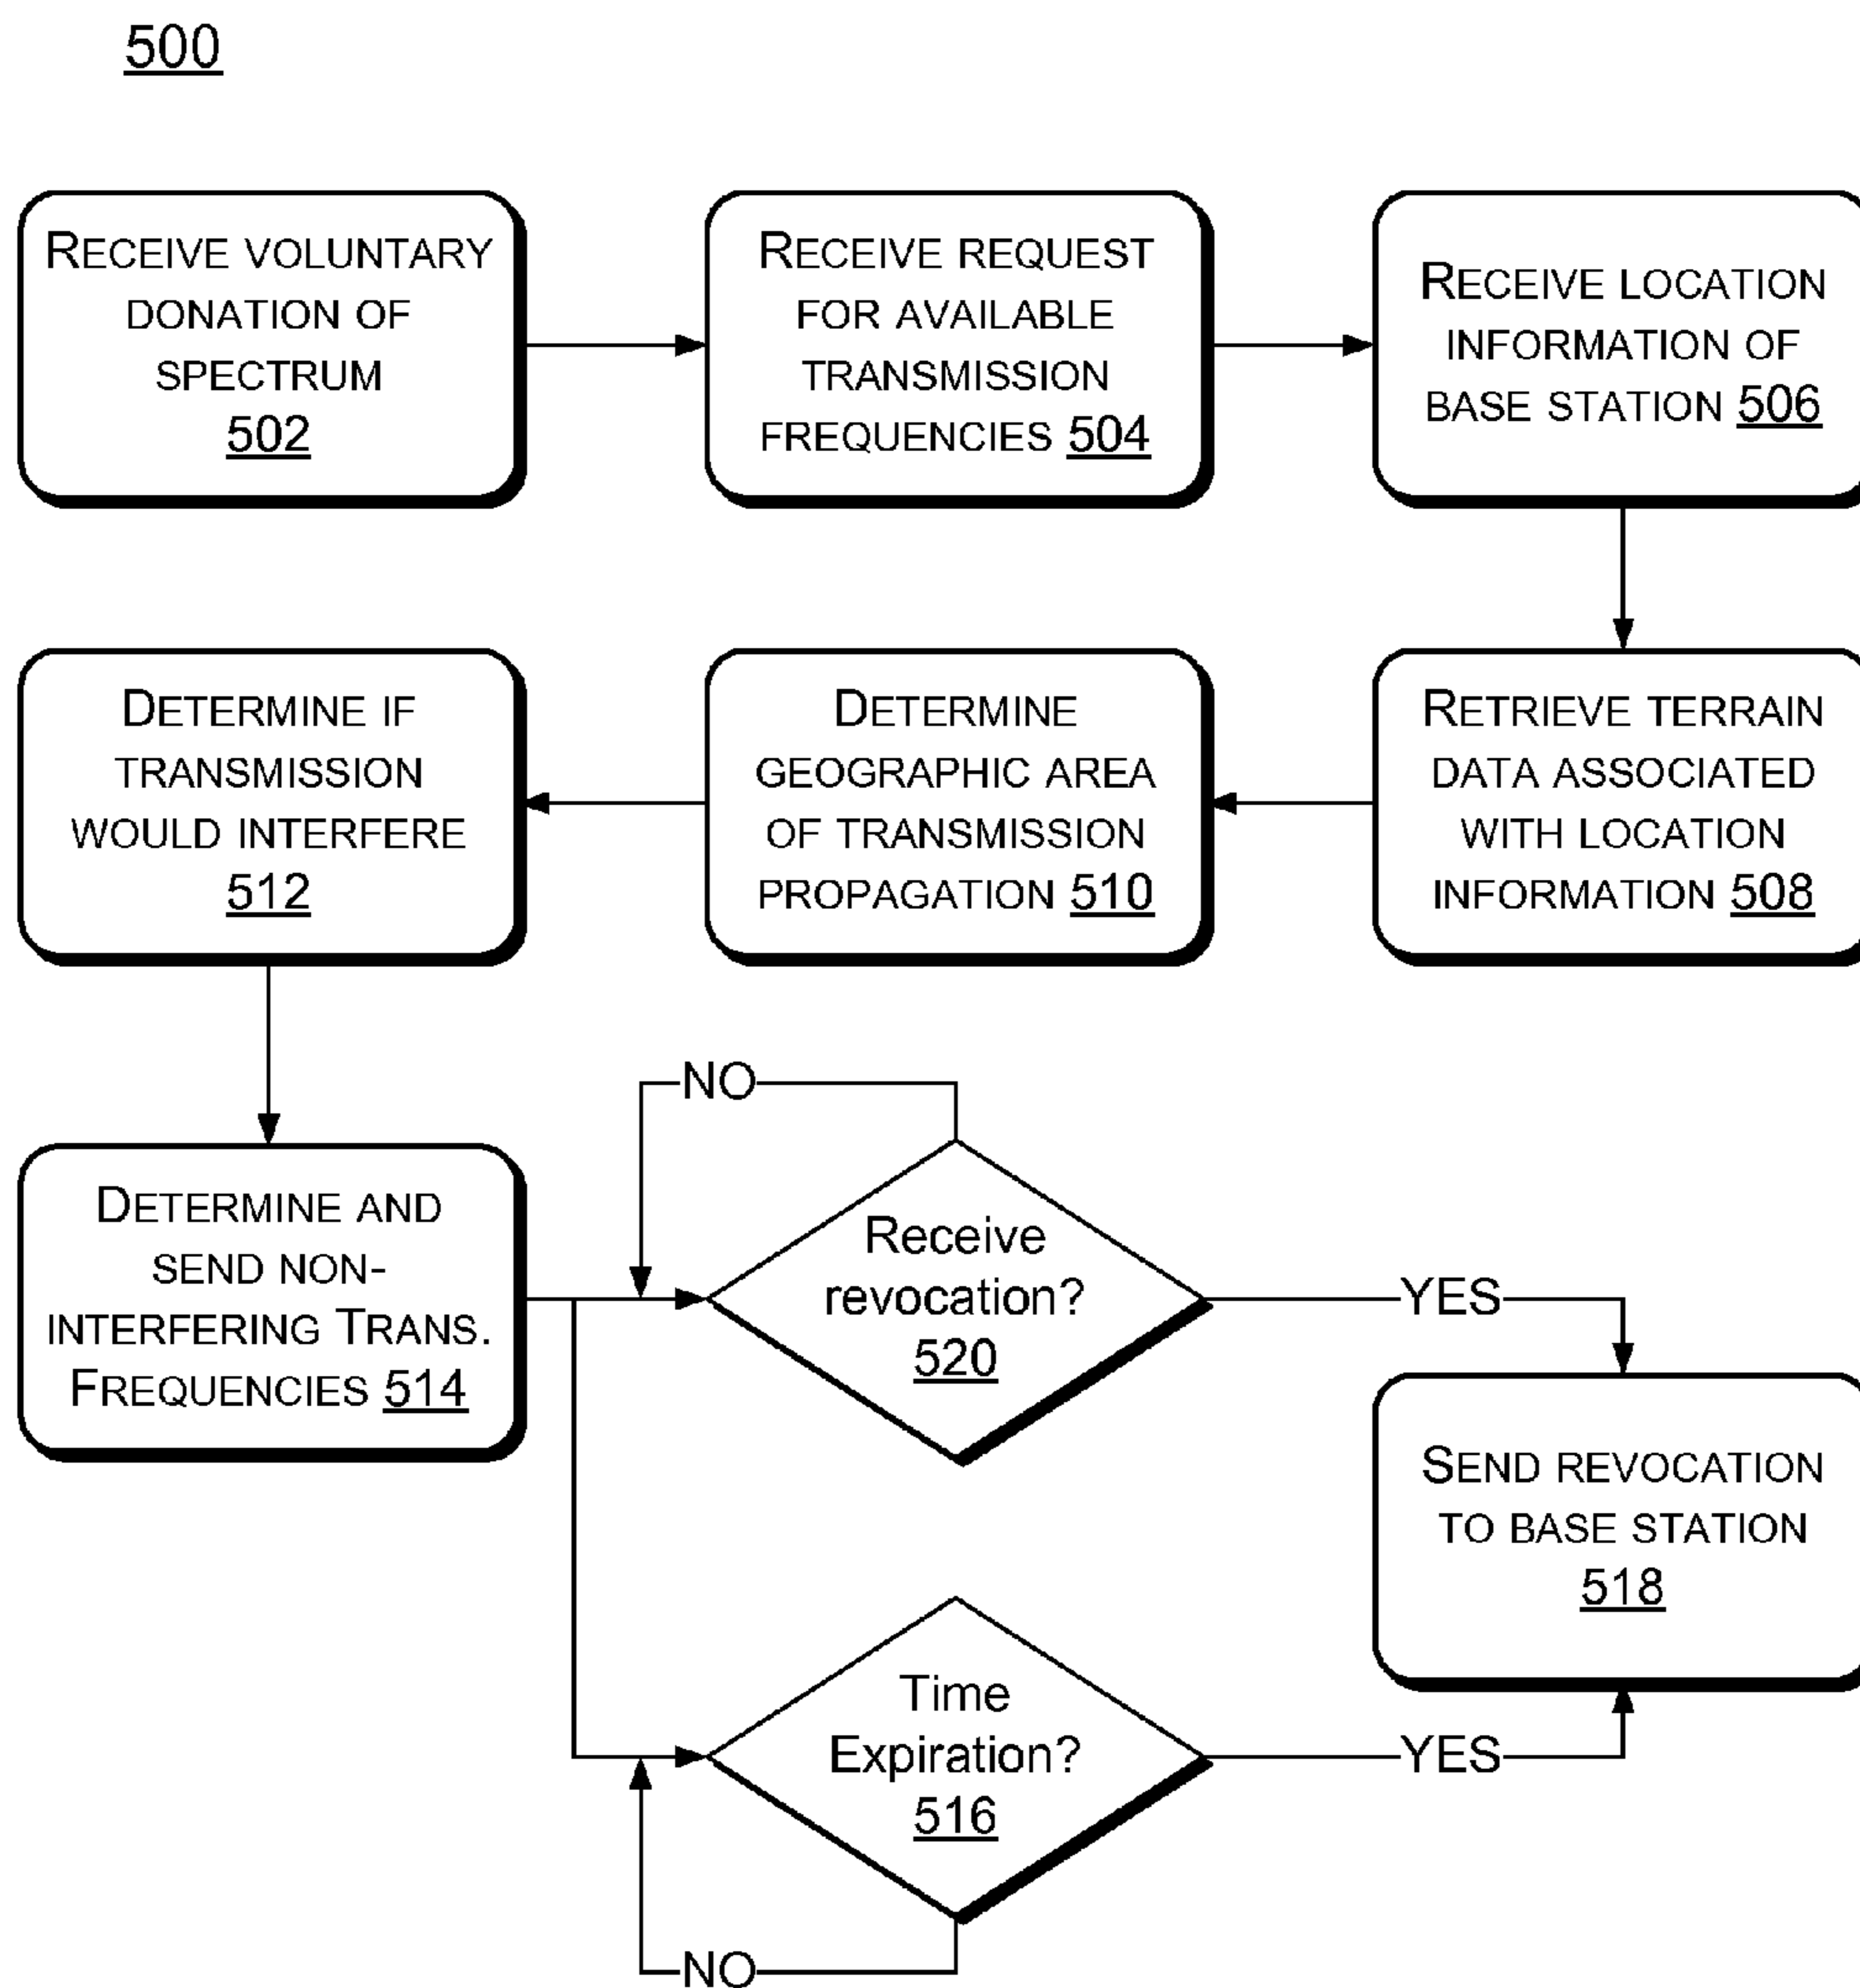 500
RECEIVE VOLUNTARY
DONATION OF
SPECTRUM
502
RECEIVE REQUEST
FOR AVAILABLE
TRANSMISSION
FREQUENCIES 504
RECEIVE LOCATION
INFORMATION OF
BASE STATION 506
DETERMINE IF
TRANSMISSION
WOULD INTERFERE
512
DETERMINE
GEOGRAPHIC AREA
OF TRANSMISSION
PROPAGATION 510
RETRIEVE TERRAIN
DATA ASSOCIATED
WITH LOCATION
INFORMATION 508
NO
DETERMINE AND
SEND NON-
INTERFERING TRANS.
FREQUENCIES 514
Receive
revocation?
520
YES
SEND REVOCATION
TO BASE STATION
518
Time
Expiration?
516
YES
NO